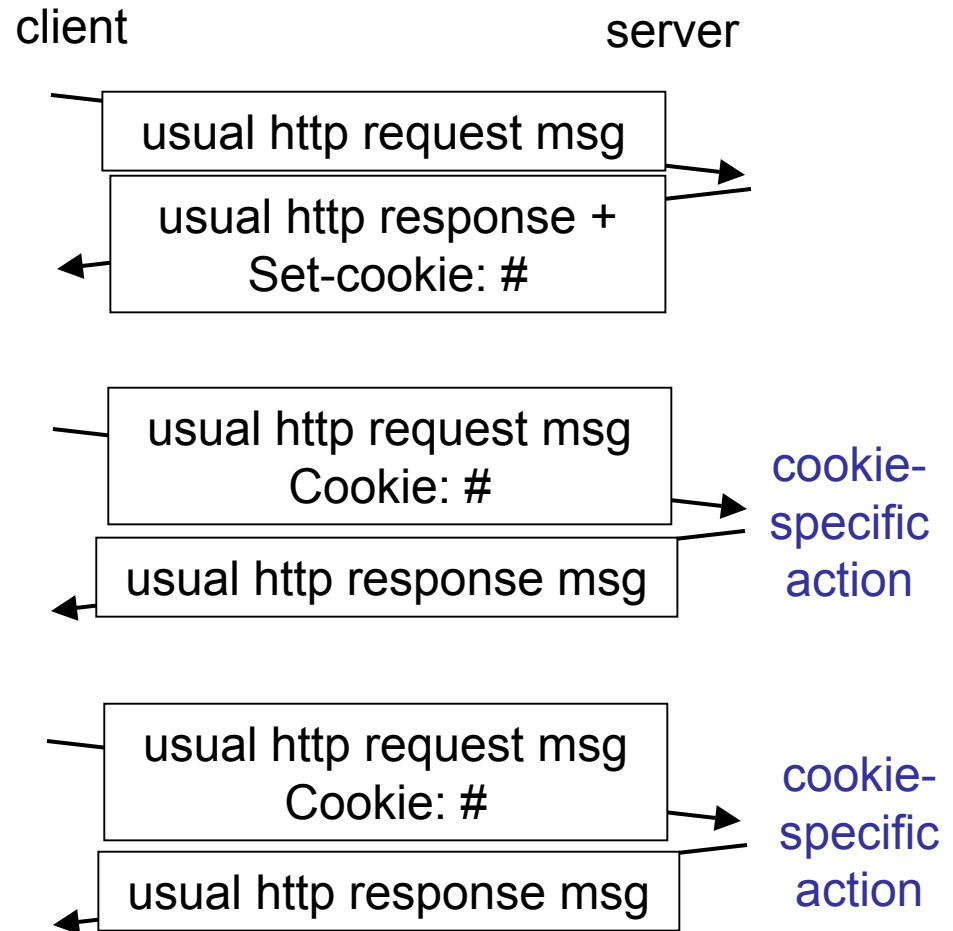 client
server
usual http request msg
usual http response +
Set-cookie: #
usual http request msg
Cookie: #
cookie-
specific
action
usual http response msg
usual http request msg
Cookie: #
cookie-
specific
action
usual http response msg